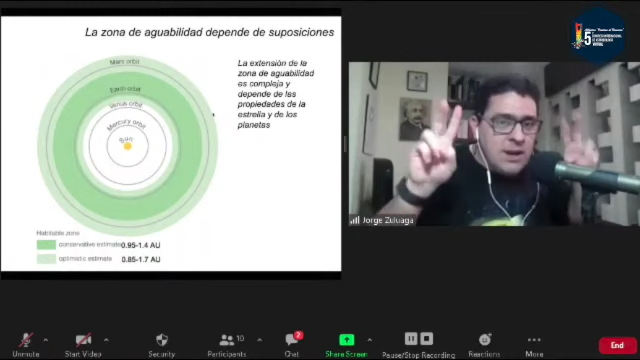 La zona de aguabilidad depende de suposiciones
La extensión de la
zona de aguabilidad
es compleja y
depende de las
propiedades de la
estrella y de los
planetas
Mars orbit
Earth orbit
Venus orbit
Mercury orbit
Sun
Habitable zone
conservative estimate 0.95-1.4 AU
optimistic estimate 0.85-1.7 AU
5
Jorge Zuluaga
Unmute
Start Video
Security
10
Participants
2
Chat
Share Screen
Pause/Stop Recording
Reactions
More
End